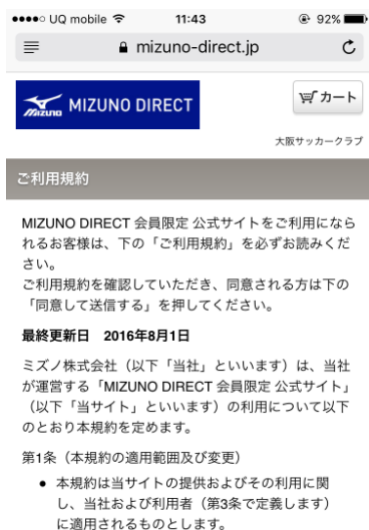 UQ mobile 11:43 92%
mizuno-direct.jp
Mizuno MIZUNO DIRECT カート
大阪サッカークラブ
ご利用規約
MIZUNO DIRECT 会員限定 公式サイトをご利用になら
れるお客様は、下の「ご利用規約」を必ずお読みくだ
さい。
ご利用規約を確認していただき、同意される方は下の
「同意して送信する」を押してください。
最終更新日　2016年8月1日
ミズノ株式会社（以下「当社」といいます）は、当社
が運営する「MIZUNO DIRECT 会員限定 公式サイト」
（以下「当サイト」といいます）の利用について以下
のとおり本規約を定めます。
第1条（本規約の適用範囲及び変更）
● 本規約は当サイトの提供およびその利用に関
し、当社および利用者（第3条で定義します）
に適用されるものとします。